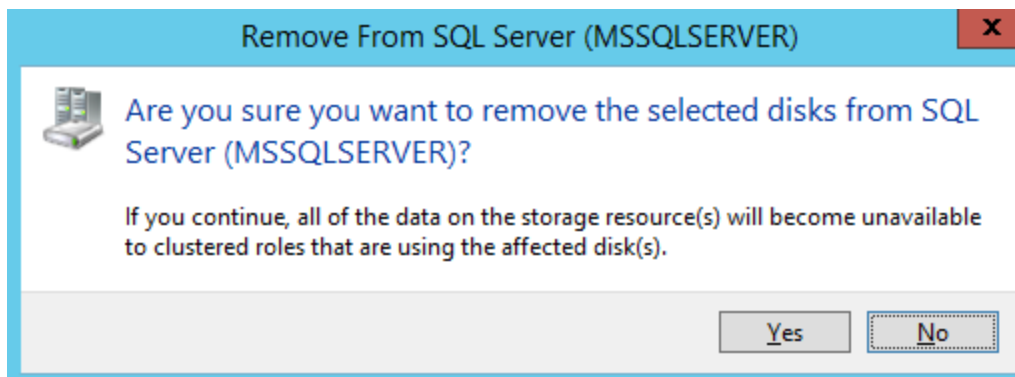 Remove From SQL Server (MSSQLSERVER)
x
Are you sure you want to remove the selected disks from SQL
Server (MSSQLSERVER)?
If you continue, all of the data on the storage resource(s) will become unavailable
to clustered roles that are using the affected disk(s).
Yes
No